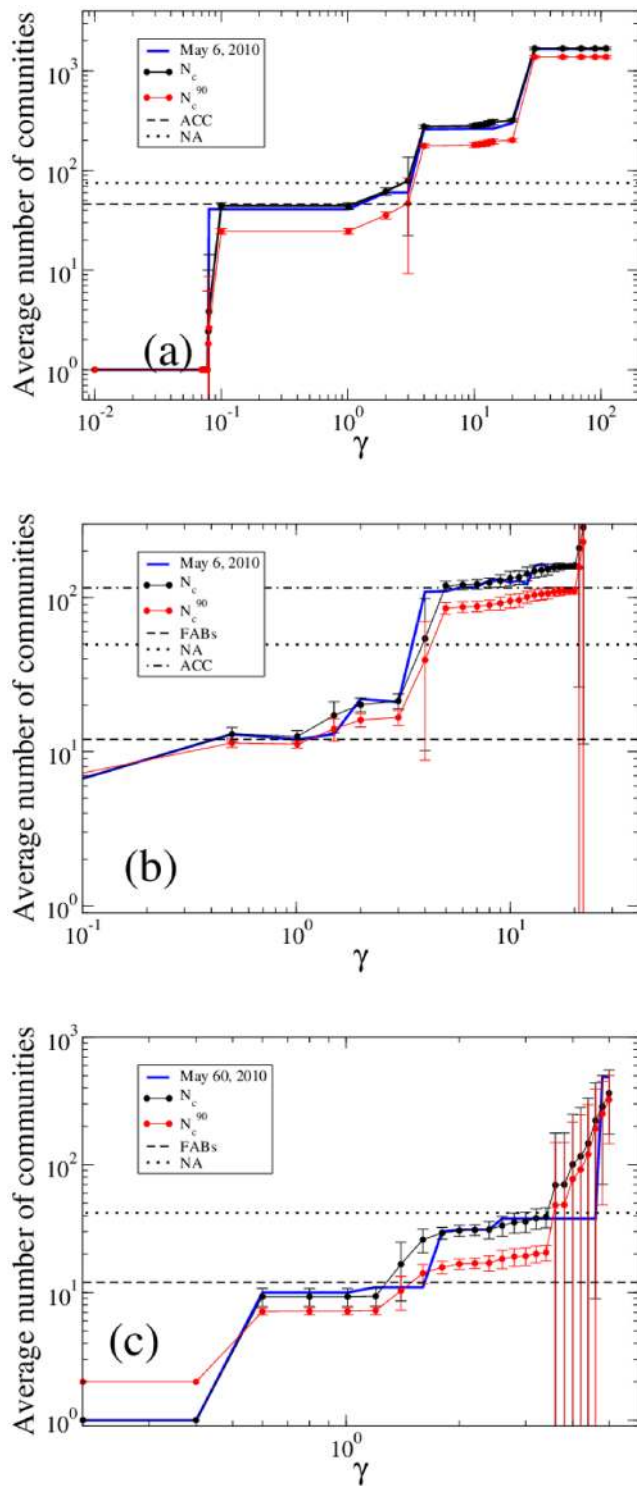 Average number of comunities
10^3
10^2
10^1
10^0
May 6, 2010
N_c
N_c^90
ACC
NA
(a)
10^-2
10^-1
10^0
10^1
10^2
γ
Average number of communities
10^2
10^1
10^0
May 6, 2010
N_c
N_c^90
FABs
NA
ACC
(b)
10^-1
10^0
10^1
γ
Average number of communities
10^3
10^2
10^1
10^0
May 60, 2010
N_c
N_c^90
FABs
NA
(c)
10^0
γ